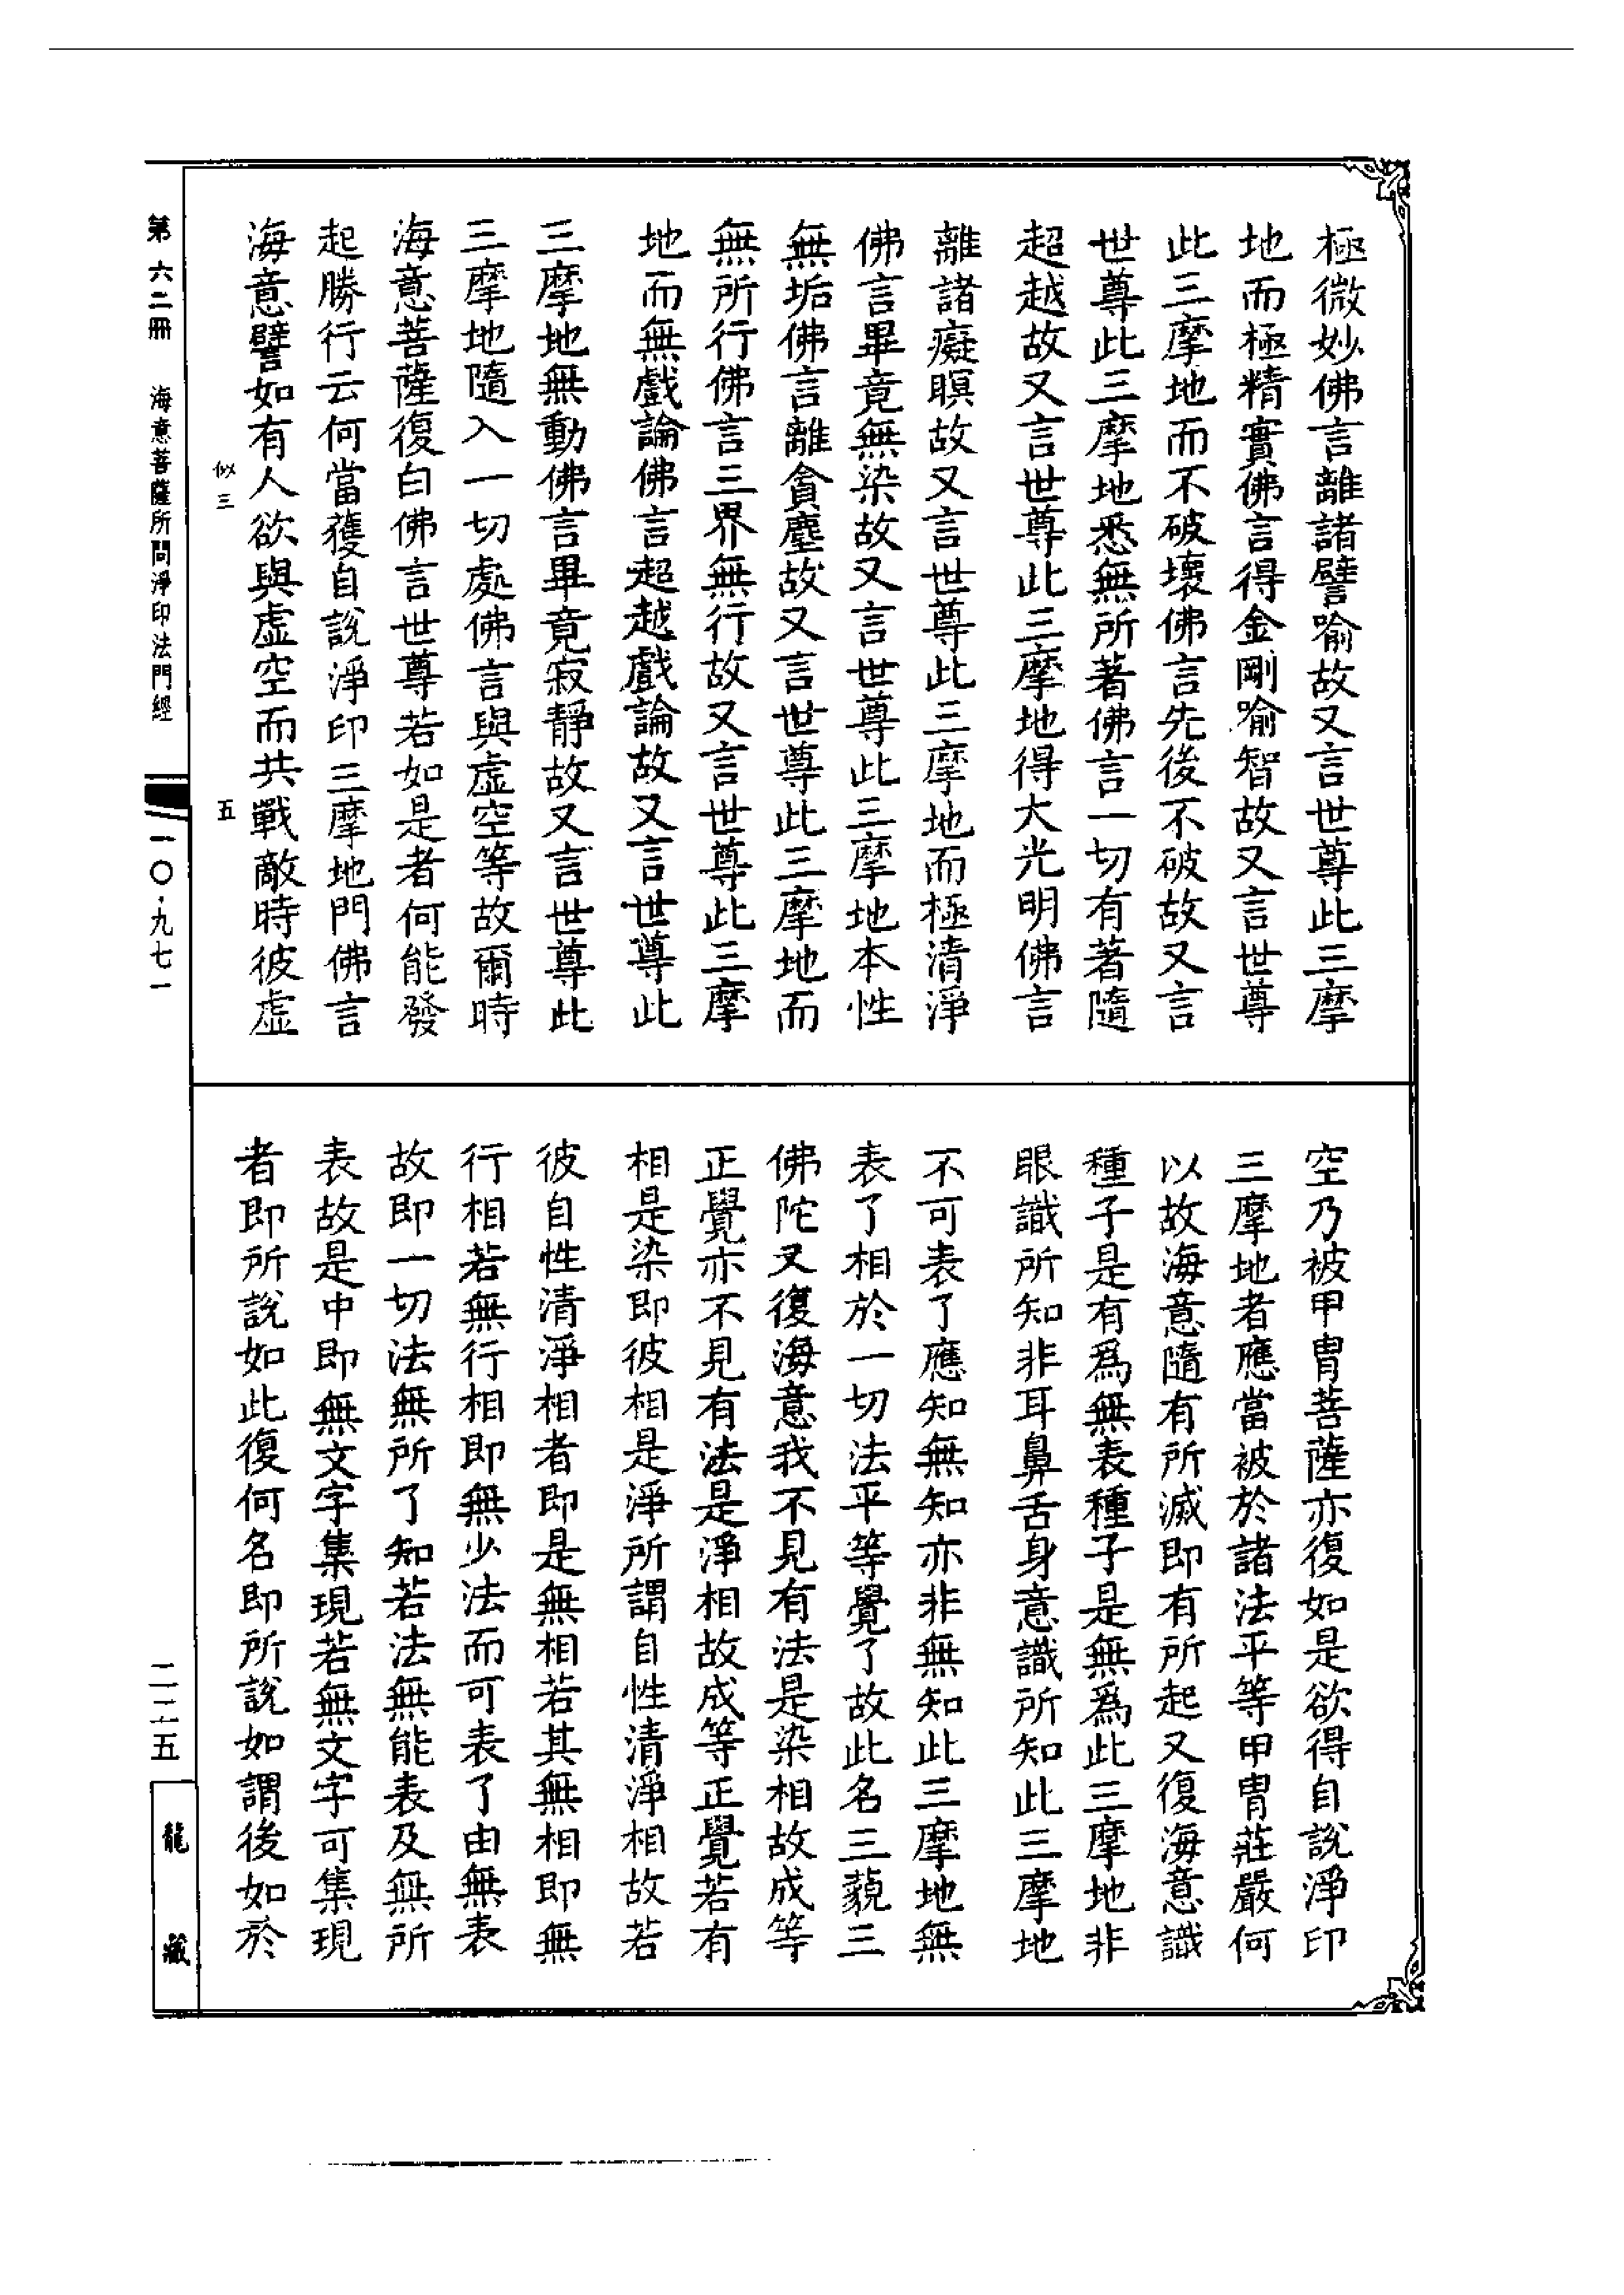 極微妙佛言離諸譬喻故又言世尊此三摩
地而極精實佛言得金剛喻智故又言世尊
此三摩地而不破壞佛言先後不破故又言
世尊此三摩地悉無所著佛言一切有著隨
超越故又言世尊此三摩地得大光明佛言
離諸癡瞑故又言世尊此三摩地而極清淨
佛言畢竟無染故又言世尊此三摩地本性
無垢佛言離貪塵故又言世尊此三摩地而
無所行佛言三界無行故又言世尊此三摩
地而無戲論佛言超越戲論故又言世尊此
三摩地無動佛言畢竟寂靜故又言世尊此
三摩地隨入一切處佛言與虛空等故爾時
海意菩薩復白佛言世尊若如是者何能發
起勝行云何當獲自說淨印三摩地門佛言
海意譬如有人欲與虛空而共戰敵時彼虛
似三 五
空乃被甲冑菩薩亦復如是欲得自說淨印
三摩地者應當被於諸法平等甲冑莊嚴何
以故海意隨有所滅即有所起又復海意識
種子是有為無表種子是無為此三摩地非
眼識所知非耳鼻舌身意識所知此三摩地
不可表了應知無知亦非無知此三摩地無
表了相於一切法平等覺了故此名三藐三
佛陀又復海意我不見有法是染相故成等
正覺亦不見有法是淨相故成等正覺若有
相是染即彼相是淨所謂自性清淨相故若
彼自性清淨相者即是無相若其無相即無
行相若無行相即無少法而可表了由無表
故即一切法無所了知若法無能表及無所
表故是中即無文字集現若無文字可集現
者即所說如此復何名即所說如謂後如於
第六二冊 海意菩薩所問淨印法門經
一〇·九七一
二二五
龍藏